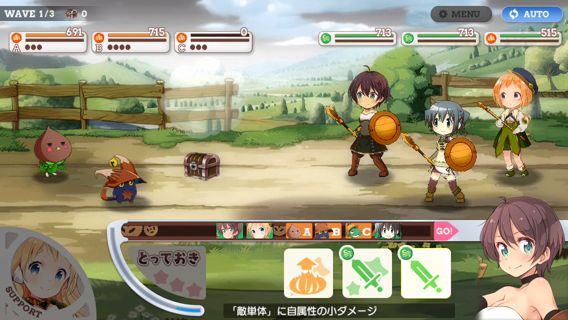 WAVE 1/3 0 MENU AUTO
691 715 0 713 713 515
A B C
A B C GO!
とっておき
SUPPORT
「敵単体」に自属性の小ダメージ